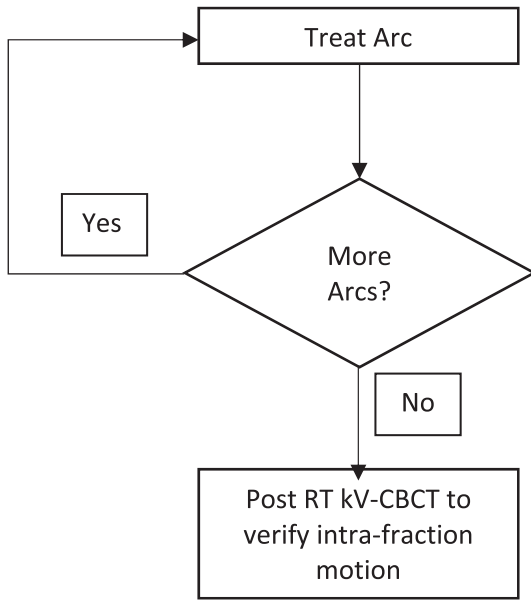 Treat Arc
Yes
More
Arcs?
No
Post RT kV-CBCT to
verify intra-fraction
motion